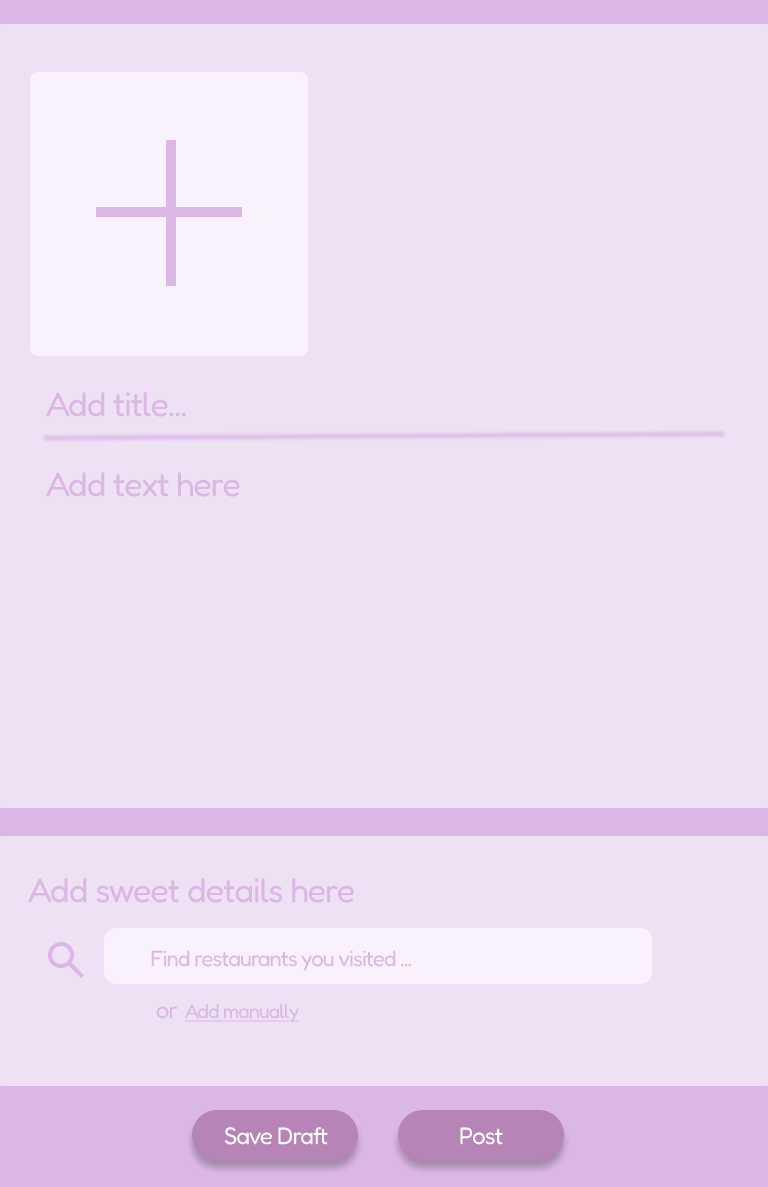 Add title...
Add text here
Add sweet details here
Find restaurants you visited ...
or Add manually
Save Draft
Post